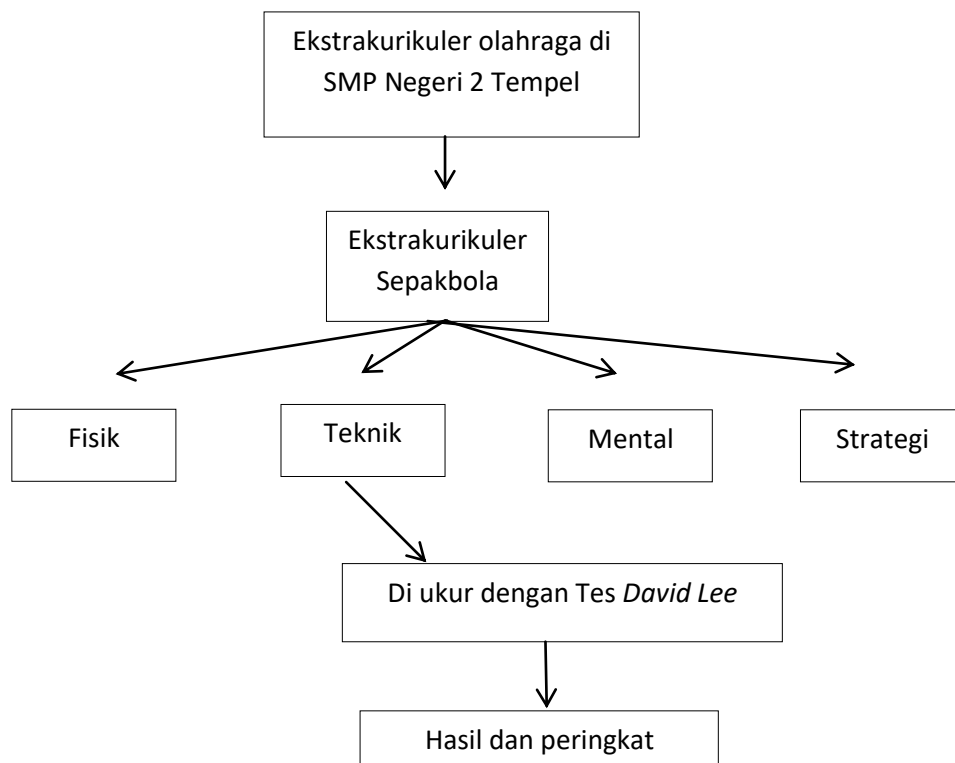 Ekstrakurikuler olahraga di
SMP Negeri 2 Tempel
Ekstrakurikuler
Sepakbola
Fisik
Teknik
Mental
Strategi
Di ukur dengan Tes David Lee
Hasil dan peringkat